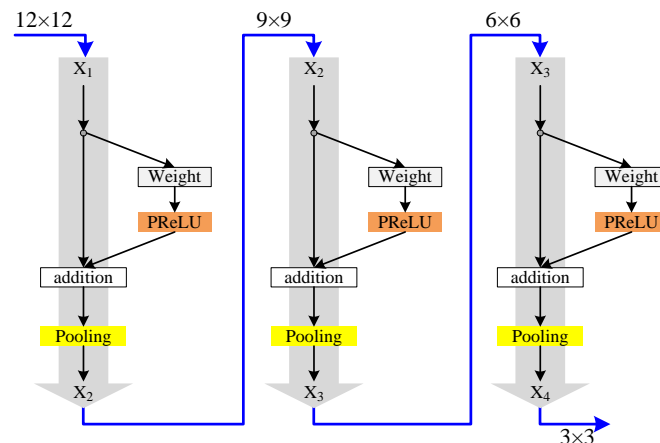 12×12
9×9
6×6
X1
X2
X3
Weight
Weight
Weight
PReLU
PReLU
PReLU
addition
addition
addition
Pooling
Pooling
Pooling
X2
X3
X4
3×3